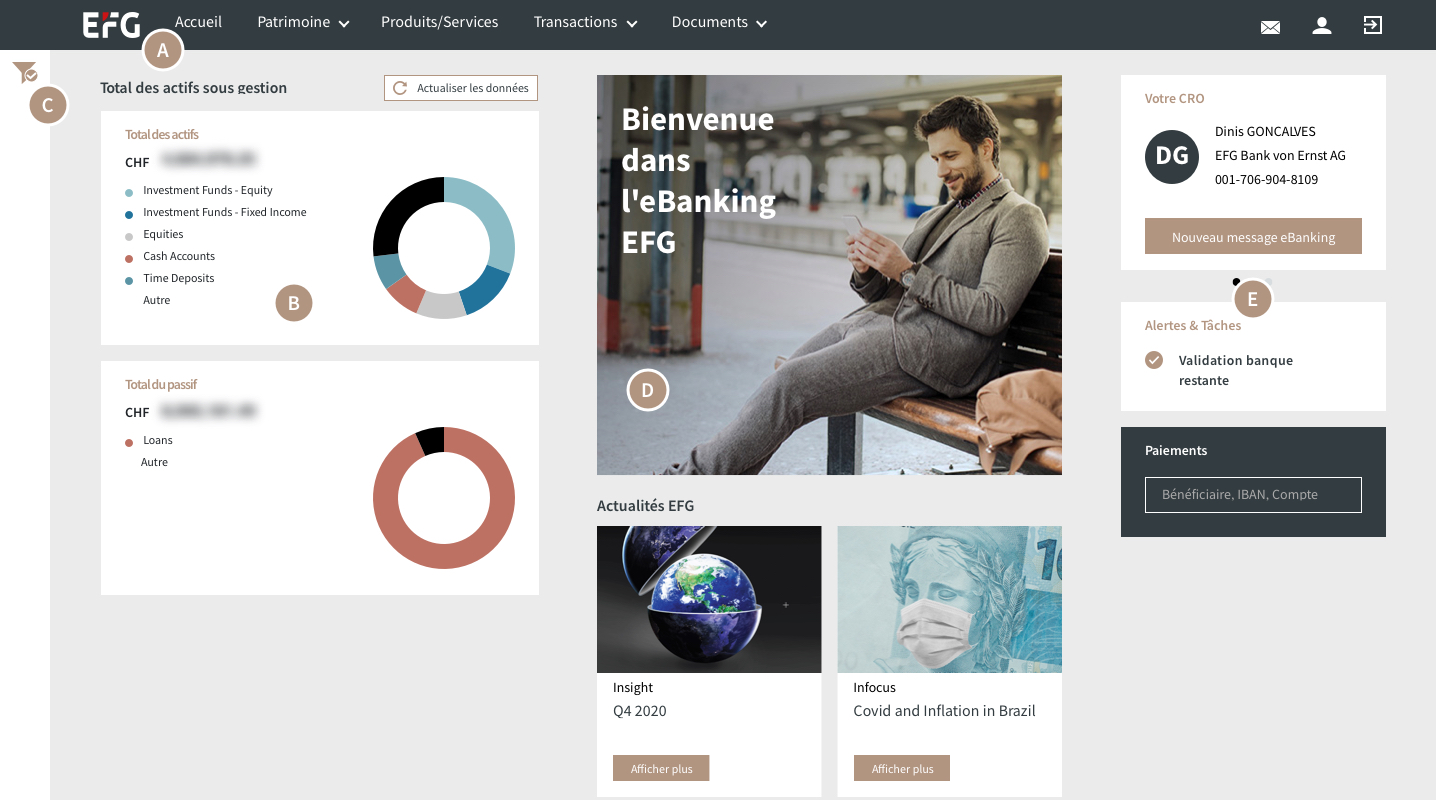 EFG
Accueil
Patrimoine
Produits/Services
Transactions
Documents
A
C
Total des actifs sous gestion
Actualiser les données
Total des actifs
CHF
Investment Funds - Equity
Investment Funds - Fixed Income
Equities
Cash Accounts
Time Deposits
Autre
B
Total du passif
CHF
Loans
Autre
Bienvenue
dans
l'eBanking
EFG
D
Actualités EFG
Insight
Q4 2020
Afficher plus
Infocus
Covid and Inflation in Brazil
Afficher plus
Votre CRO
DG
Dinis GONCALVES
EFG Bank von Ernst AG
001-706-904-8109
Nouveau message eBanking
E
Alertes & Tâches
Validation banque
restante
Paiements
Bénéficiaire, IBAN, Compte